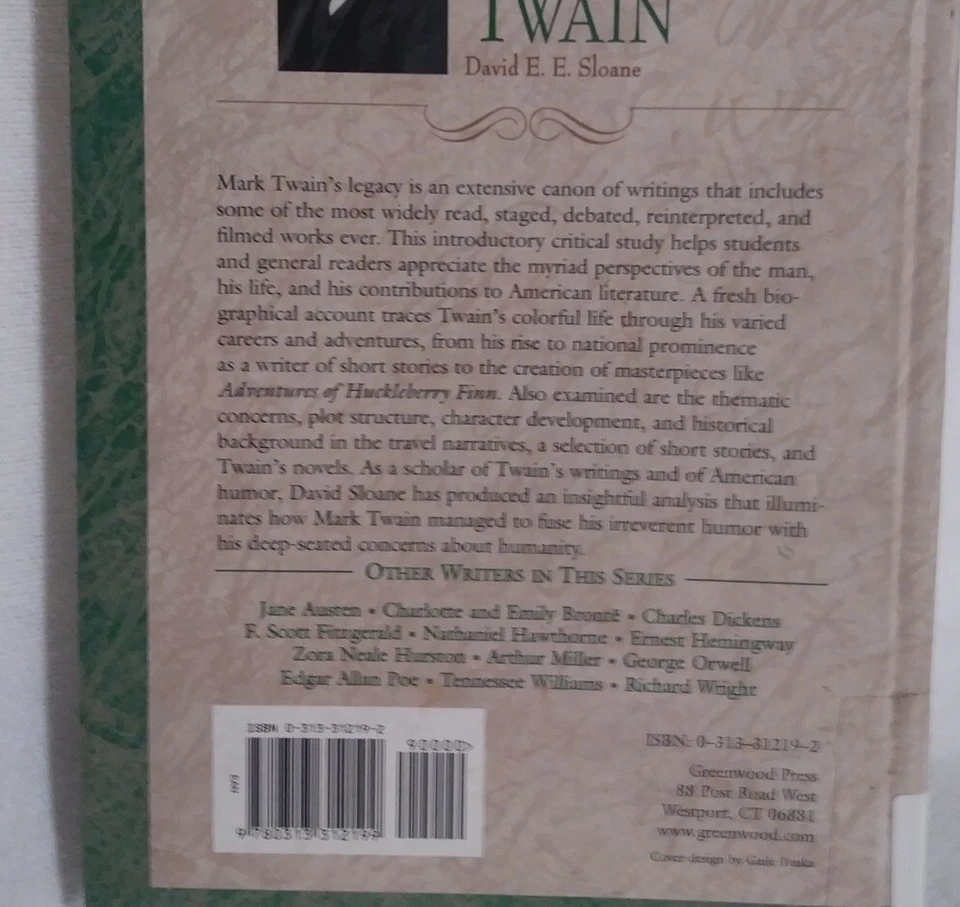 TWAIN
David E. E. Sloane
Mark Twain's legacy is an extensive canon of writings that includes
some of the most widely read, staged, debated, reinterpreted, and
filmed works ever. This introductory critical study helps students
and general readers appreciate the myriad perspectives of the man,
his life, and his contributions to American literature. A fresh bio-
graphical account traces Twain's colorful life through his varied
careers and adventures, from his rise to national prominence
as a writer of short stories to the creation of masterpieces like
Adventures of Huckleberry Finn. Also examined are the thematic
concerns, plot structure, character development, and historical
background in the travel narratives, a selection of short stories, and
Twain's novels. As a scholar of Twain's writings and of American
humor, David Sloane has produced an insightful analysis that illumi-
nates how Mark Twain managed to fuse his irreverent humor with
his deep-seated concerns about humanity.
OTHER WRITERS IN THIS SERIES
Jane Austen • Charlotte and Emily Brontë • Charles Dickens
F. Scott Fitzgerald • Nathaniel Hawthorne • Ernest Hemingway
Zora Neale Hurston • Arthur Miller • George Orwell
Edgar Allan Poe • Tennessee Williams • Richard Wright
ISBN 0-313-31219-2
90000>
9 780313 312199
ISBN: 0-313-31219-2
Greenwood Press
88 Post Road West
Westport, CT 06881
www.greenwood.com
Cover design by